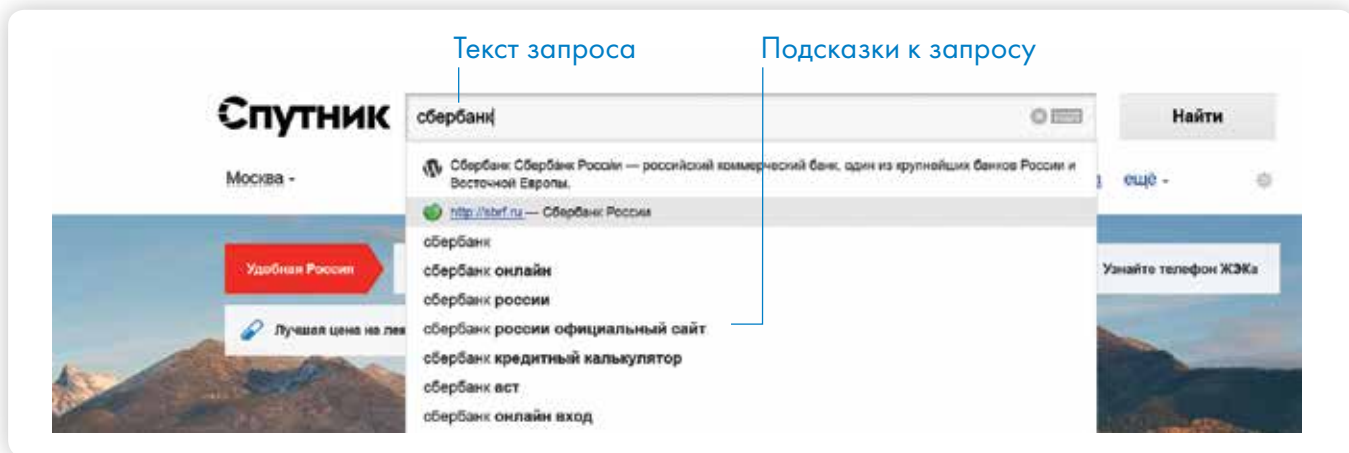 Текст запроса
Подсказки к запросу
Спутник
сбербанк
Найти
Москва
Сбербанк Сбербанк России — российский коммерческий банк, один из крупнейших банков России и
Восточной Европы.
ещё
http://sbrf.ru — Сбербанк России
сбербанк
Удобная Россия
сбербанк онлайн
Узнайте телефон ЖЭКа
сбербанк россии
Лучшая цена на лек
сбербанк россии официальный сайт
сбербанк кредитный калькулятор
сбербанк аст
сбербанк онлайн вход